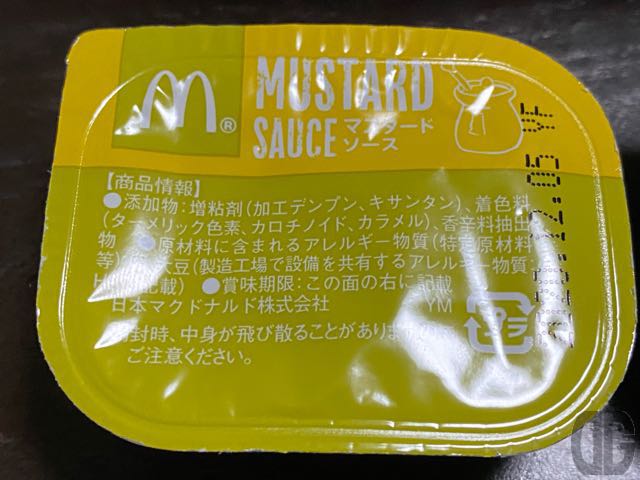 M®
MUSTARD
SAUCE マスタード
ソース
【商品情報】
●添加物：増粘剤(加工デンプン、キサンタン)、着色料
(ターメリック色素、カロチノイド、カラメル)、香辛料抽出
物 ●原材料に含まれるアレルギー物質(特定原材料
等) 大豆(製造工場で設備を共有するアレルギー物質:
H 記載) ●賞味期限：この面の右に記載
日本マクドナルド株式会社 YM
開封時、中身が飛び散ることがあります
ご注意ください。
プラ